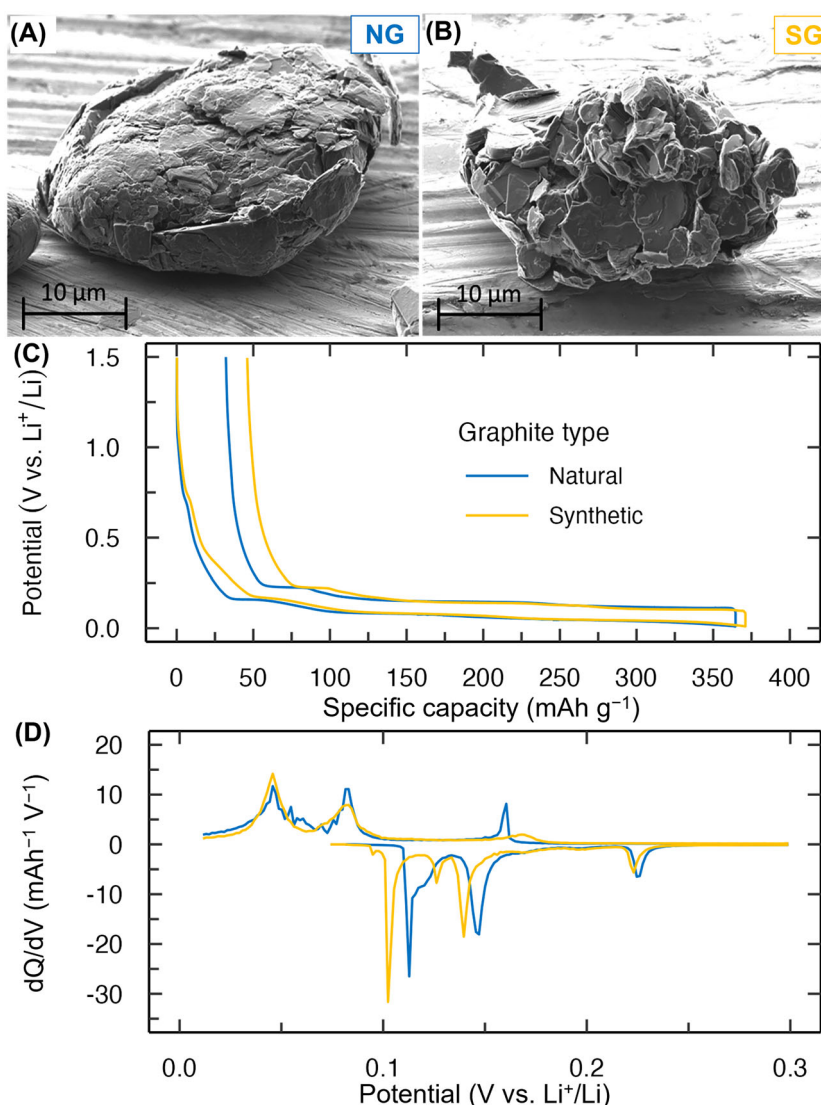 (A)
NG
(B)
SG
10 µm
10 µm
(C)
1.5
1.0
0.5
0.0
Potential (V vs. Li⁺/Li)
Graphite type
Natural
Synthetic
0 50 100 150 200 250 300 350 400
Specific capacity (mAh g⁻¹)
(D)
20
10
0
-10
-20
-30
dQ/dV (mAh⁻¹ V⁻¹)
0.0 0.1 0.2 0.3
Potential (V vs. Li⁺/Li)